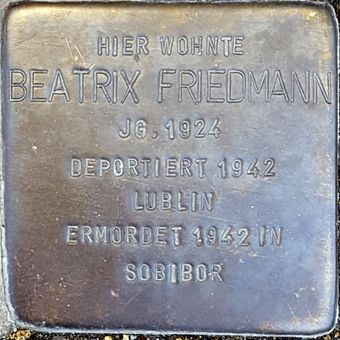 HIER WOHNTE
BEATRIX FRIEDMANN
JG. 1924
DEPORTIERT 1942
LUBLIN
ERMORDET 1942 IN
SOBIBOR